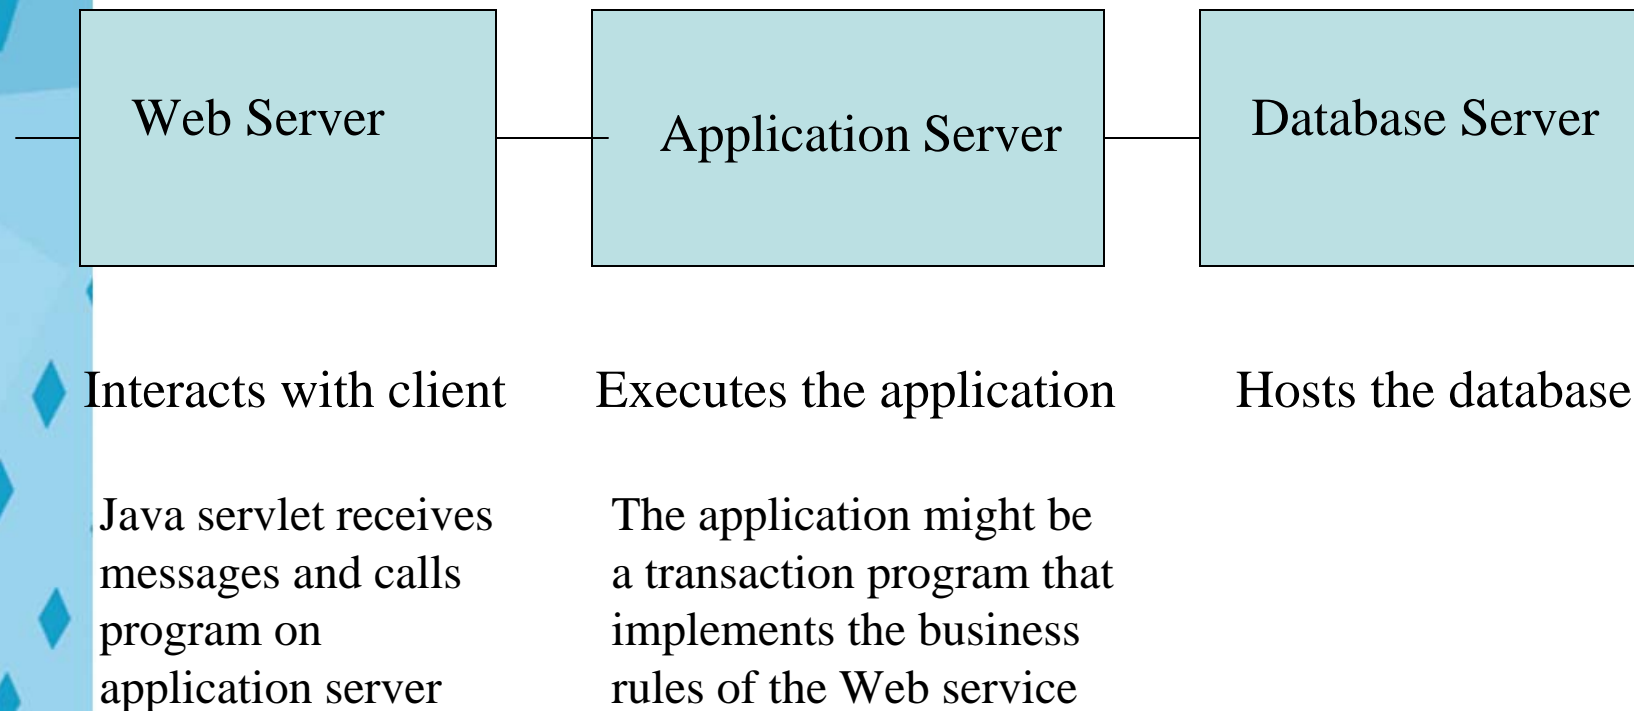 Web Server
Application Server
Database Server
Interacts with client
Executes the application
Hosts the database
Java servlet receives
messages and calls
program on
application server
The application might be
a transaction program that
implements the business
rules of the Web service